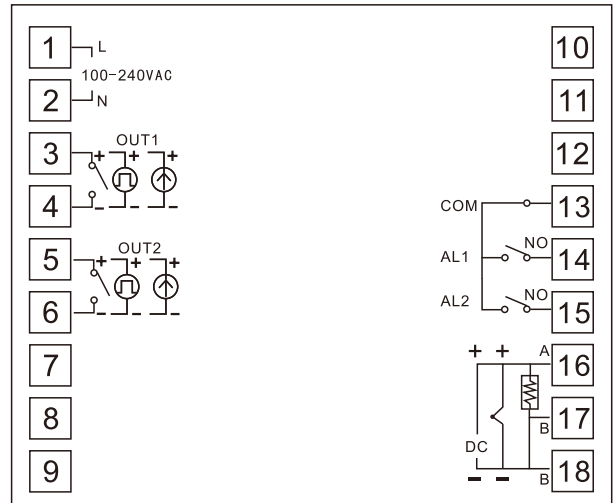 1 L 10
100-240VAC
2 N 11
3 OUT1 12
+ + +
4 - - - COM 13
5 OUT2 AL1 NO 14
+ + +
6 - - - AL2 NO 15
7 + + A 16
8 DC B 17
9 - - B 18